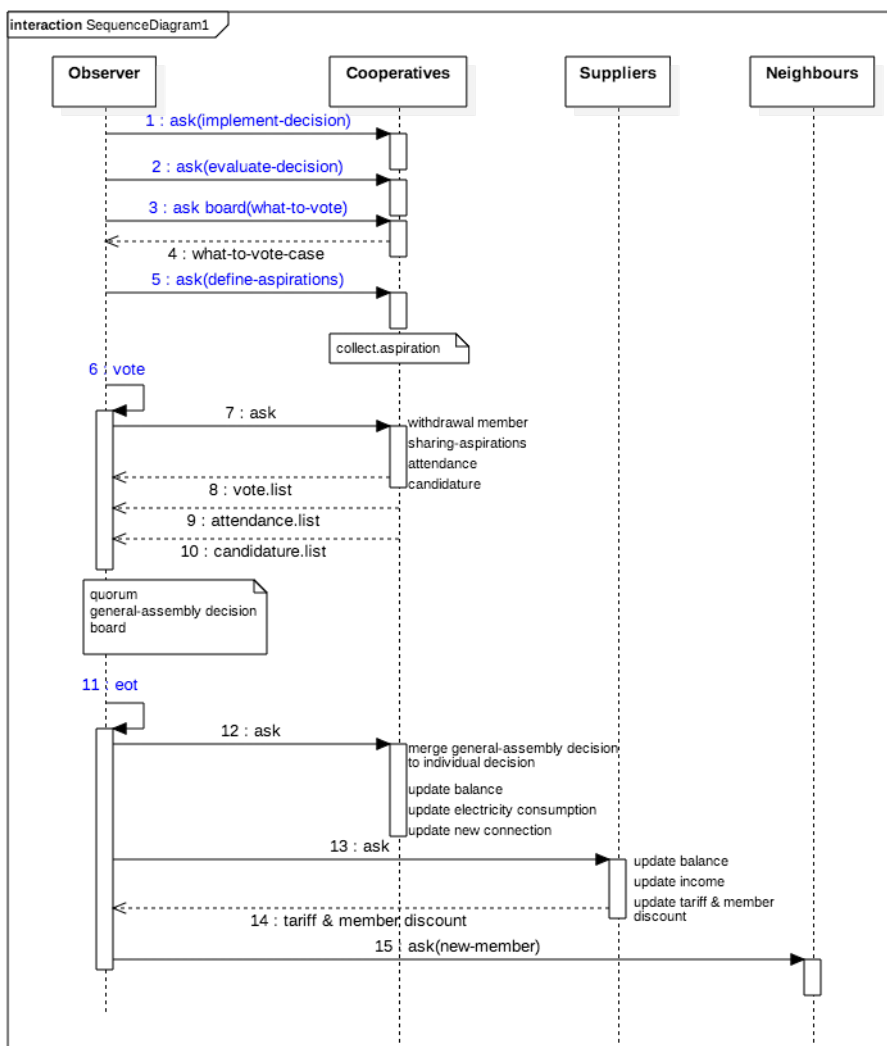 interaction SequenceDiagram1
Observer
Cooperatives
Suppliers
Neighbours
1 : ask(implement-decision)
2 : ask(evaluate-decision)
3 : ask board(what-to-vote)
4 : what-to-vote-case
5 : ask(define-aspirations)
collect.aspiration
6 : vote
7 : ask
withdrawal member
sharing-aspirations
attendance
candidature
8 : vote.list
9 : attendance.list
10 : candidature.list
quorum
general-assembly decision
board
11 : eot
12 : ask
merge general-assembly decision
to individual decision
update balance
update electricity consumption
update new connection
13 : ask
update balance
update income
update tariff & member
discount
14 : tariff & member discount
15 : ask(new-member)